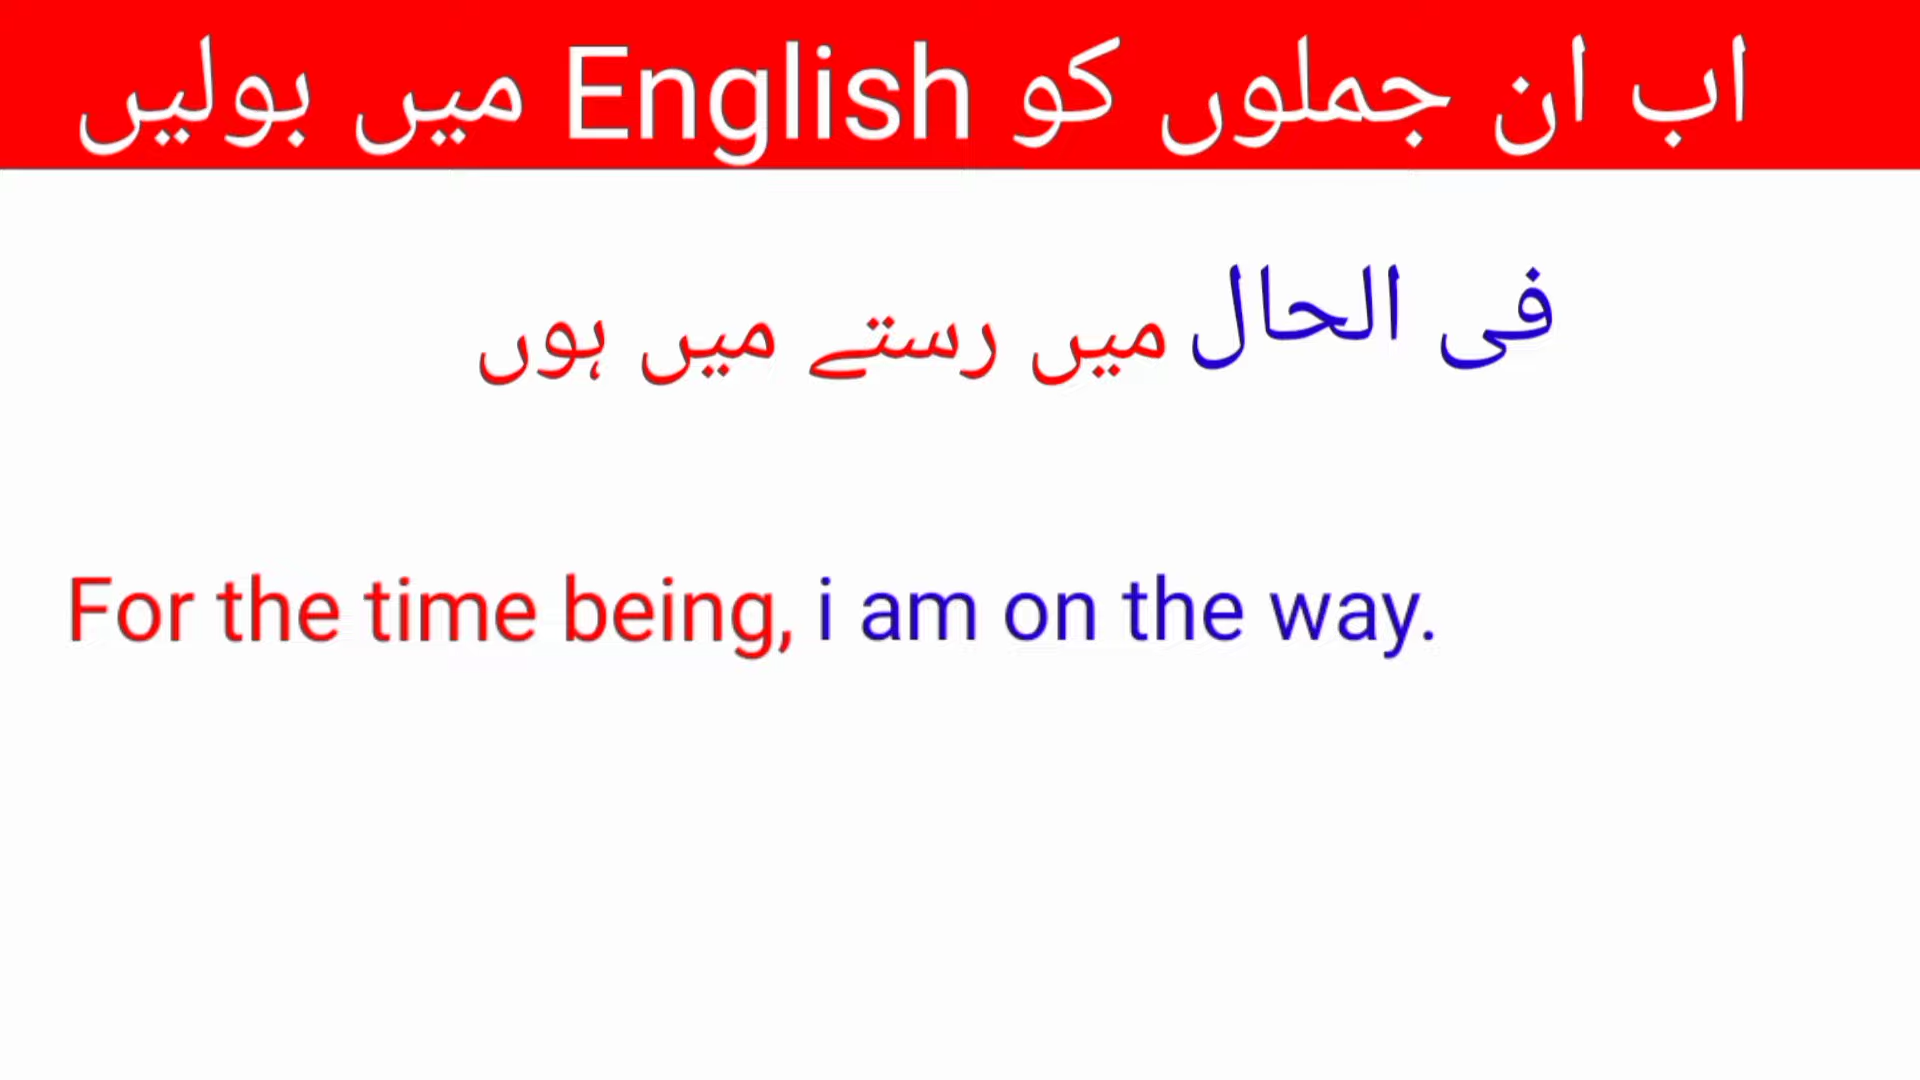 اب ان جملوں کو English میں بولیں
فی الحال میں رستے میں ہوں
For the time being, i am on the way.